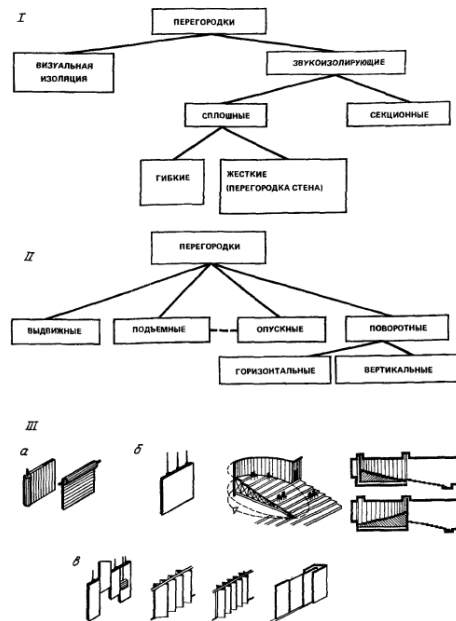 I
ПЕРЕГОРОДКИ
ВИЗУАЛЬНАЯ
ИЗОЛЯЦИЯ
ЗВУКОИЗОЛИРУЮЩИЕ
СПЛОШНЫЕ
СЕКЦИОННЫЕ
ГИБКИЕ
ЖЕСТКИЕ
(ПЕРЕГОРОДКА СТЕНА)
II
ПЕРЕГОРОДКИ
ВЫДВИЖНЫЕ
ПОДЪЕМНЫЕ
ОПУСКНЫЕ
ПОВОРОТНЫЕ
ГОРИЗОНТАЛЬНЫЕ
ВЕРТИКАЛЬНЫЕ
III
а
б
в